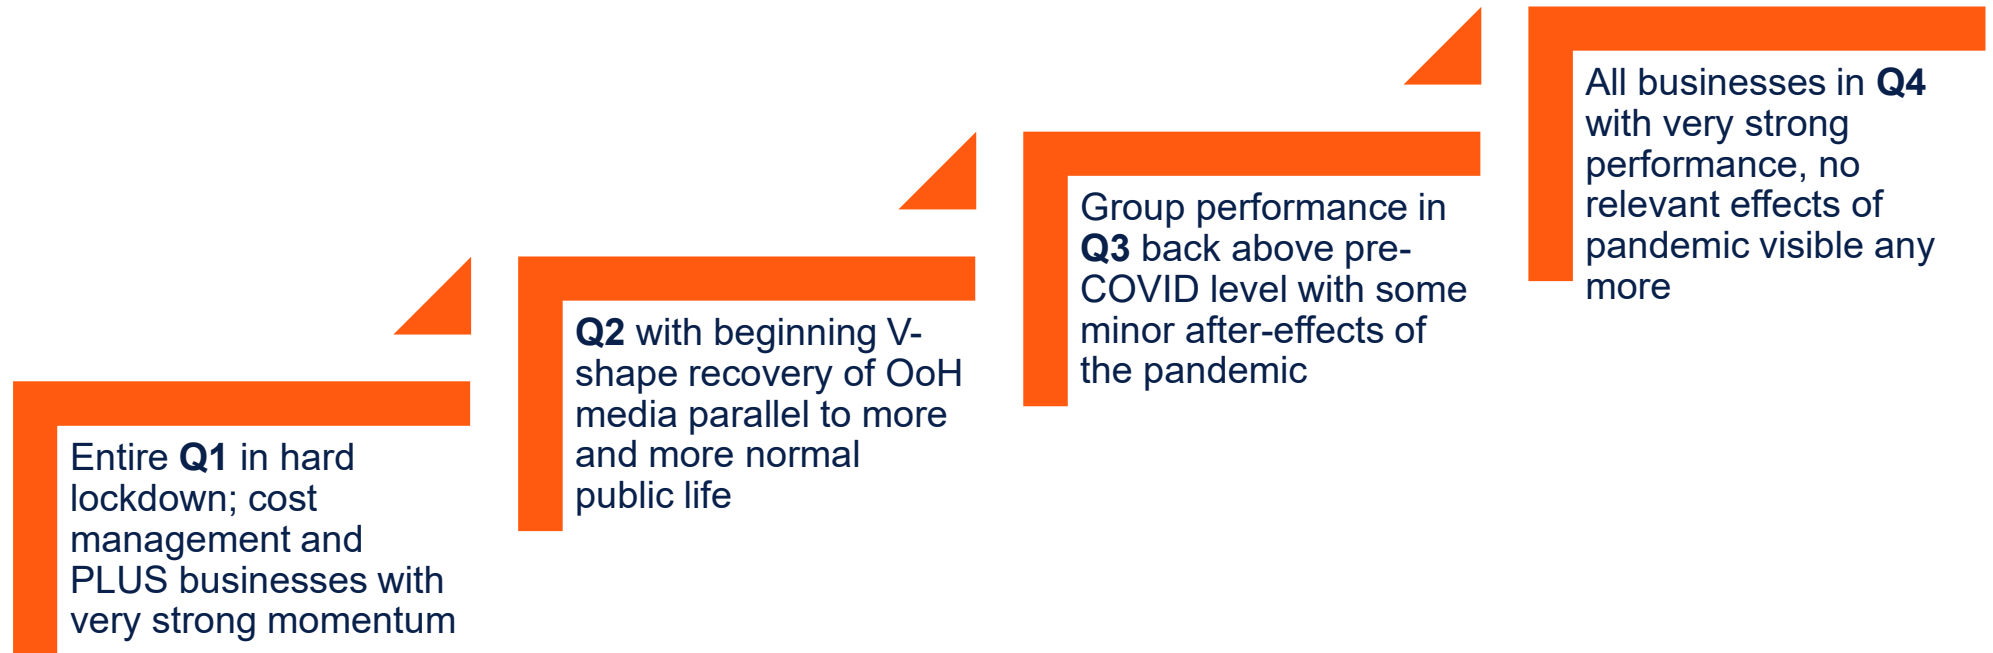 Entire Q1 in hard
lockdown; cost
management and
PLUS businesses with
very strong momentum
Q2 with beginning V-
shape recovery of OoH
media parallel to more
and more normal
public life
Group performance in
Q3 back above pre-
COVID level with some
minor after-effects of
the pandemic
All businesses in Q4
with very strong
performance, no
relevant effects of
pandemic visible any
more